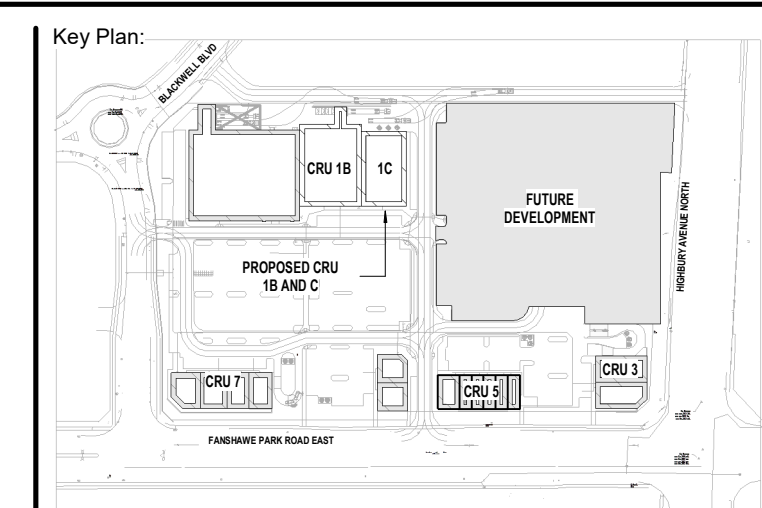 Key Plan:
BLACKWELL BLVD
CRU 1B
1C
FUTURE
DEVELOPMENT
HIGHBURY AVENUE NORTH
PROPOSED CRU
1B AND C
CRU 7
CRU 5
CRU 3
FANSHAWE PARK ROAD EAST